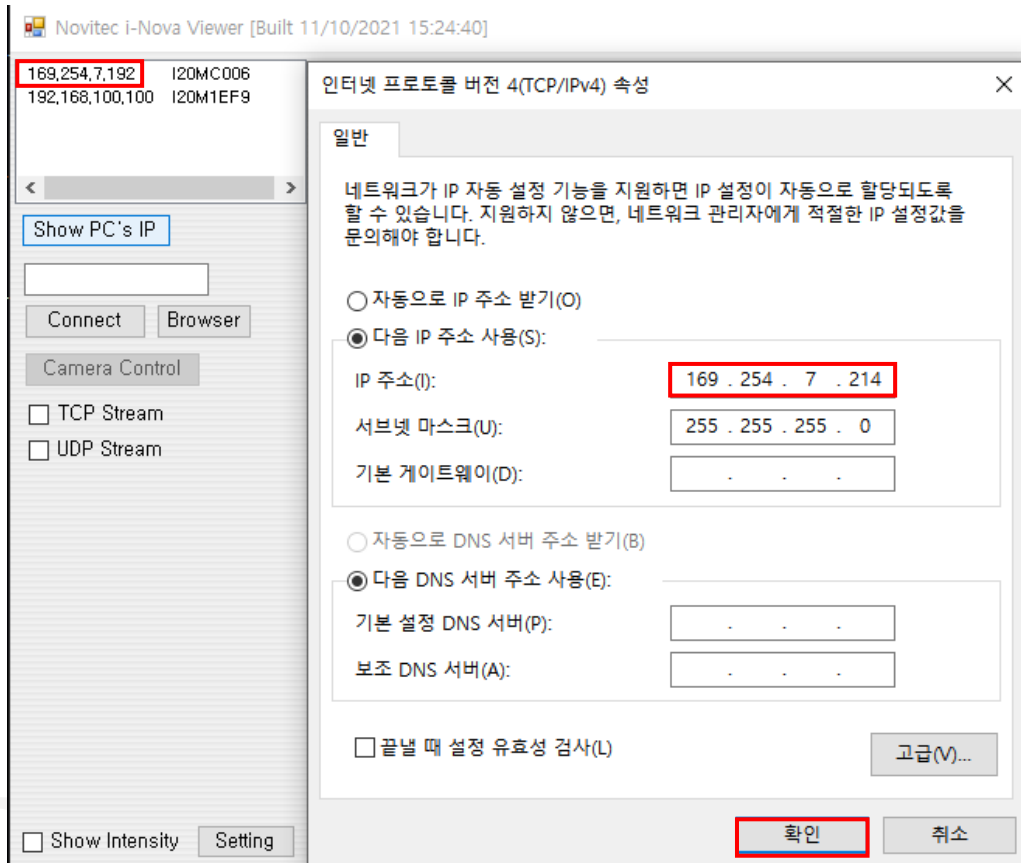 Novitec i-Nova Viewer [Built 11/10/2021 15:24:40]
169,254,7,192 I20MC006
192,168,100,100 I20M1EF9
Show PC's IP
Connect Browser
Camera Control
TCP Stream
UDP Stream
Show Intensity Setting
인터넷 프로토콜 버전 4(TCP/IPv4) 속성
일반
네트워크가 IP 자동 설정 기능을 지원하면 IP 설정이 자동으로 할당되도록
할 수 있습니다. 지원하지 않으면, 네트워크 관리자에게 적절한 IP 설정값을
문의해야 합니다.
자동으로 IP 주소 받기(O)
다음 IP 주소 사용(S):
IP 주소(I): 169 . 254 . 7 . 214
서브넷 마스크(U): 255 . 255 . 255 . 0
기본 게이트웨이(D): . . .
자동으로 DNS 서버 주소 받기(B)
다음 DNS 서버 주소 사용(E):
기본 설정 DNS 서버(P): . . .
보조 DNS 서버(A): . . .
끝낼 때 설정 유효성 검사(L)
고급(V)...
확인 취소